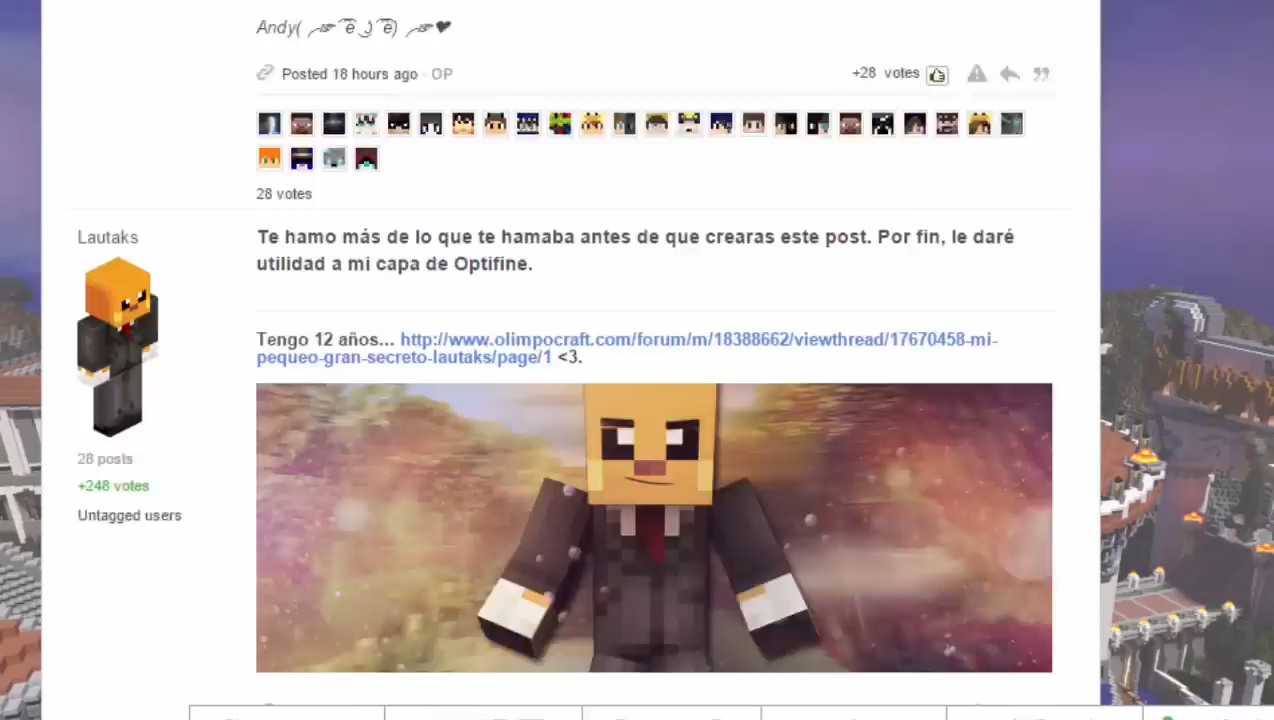 Andy(
Posted 18 hours ago · OP
+28 votes
28 votes
Lautaks
Te hamo más de lo que te hamaba antes de que crearas este post. Por fin, le daré
utilidad a mi capa de Optifine.
Tengo 12 años... http://www.olimpocraft.com/forum/m/18388662/viewthread/17670458-mi-
pequeo-gran-secreto-lautaks/page/1 <3.
28 posts
+248 votes
Untagged users